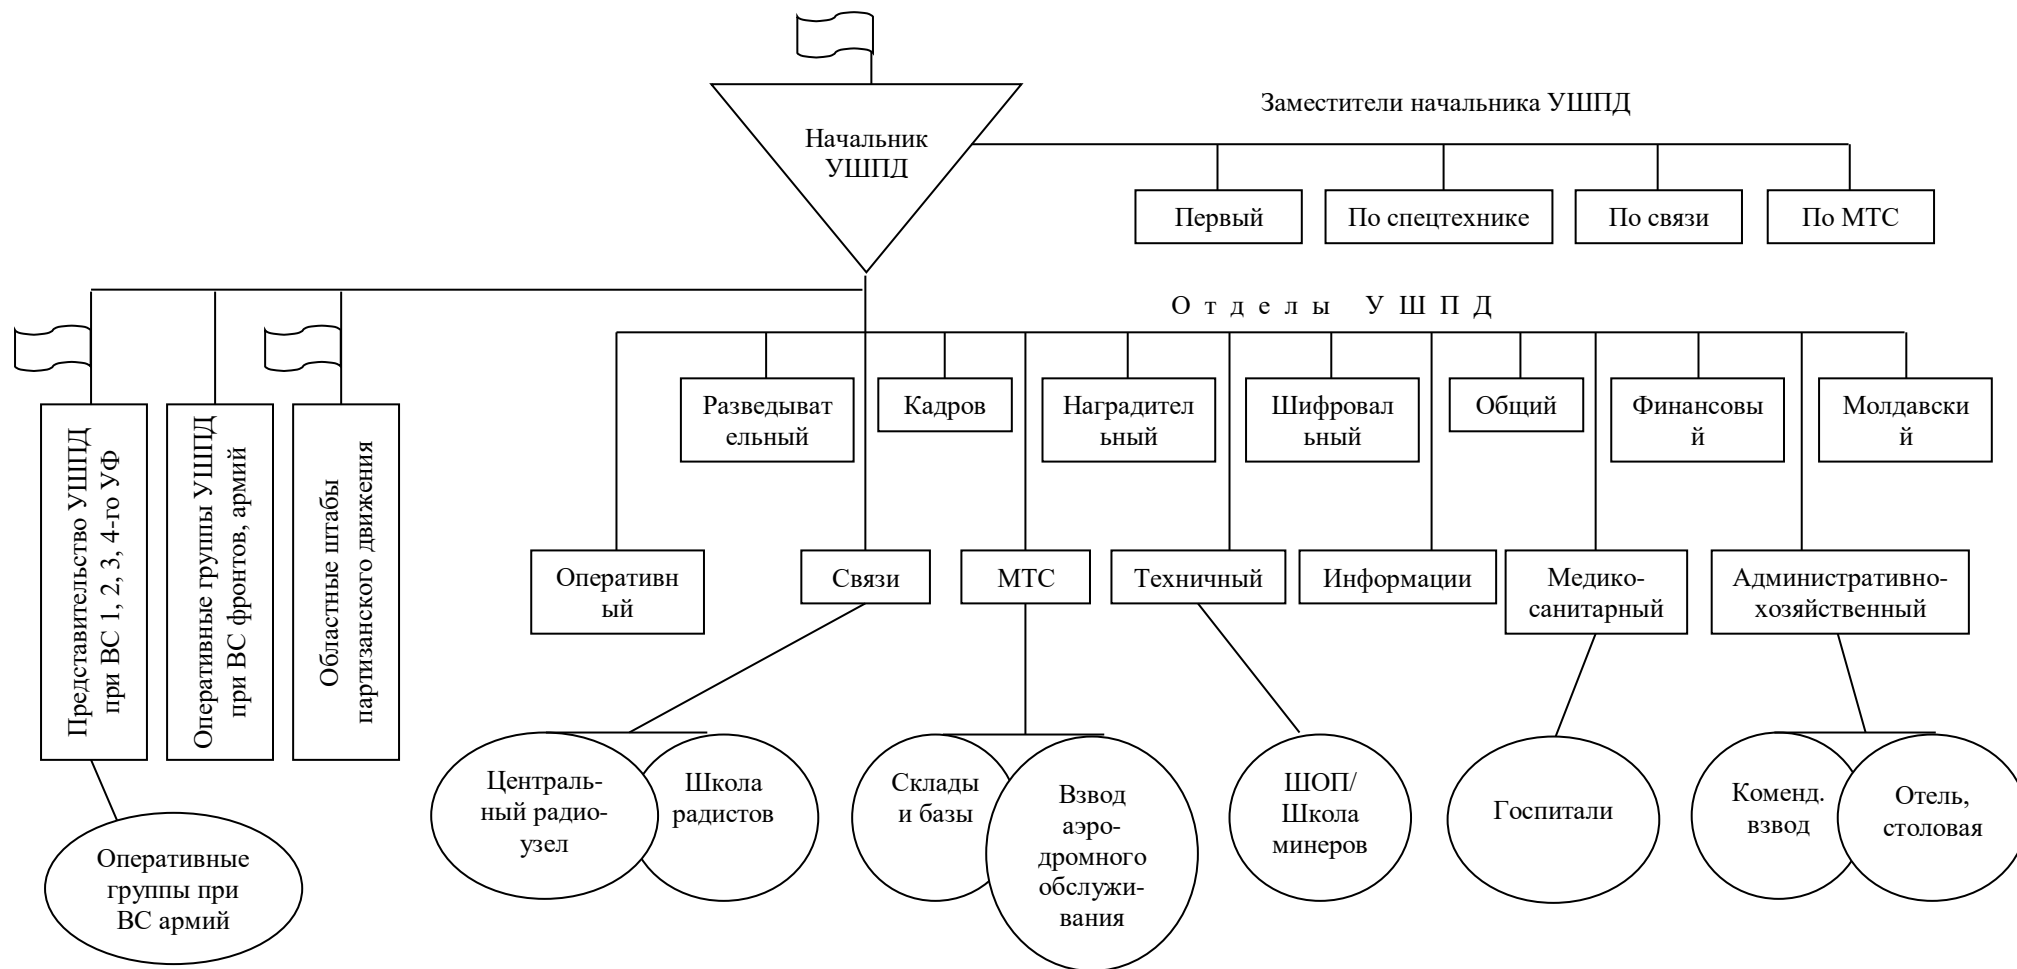 Заместители начальника УШПД
Начальник
УШПД
Первый
По спецтехнике
По связи
По МТС
О т д е л ы У Ш П Д
Разведыват
ельный
Кадров
Наградител
ьный
Шифровал
ьный
Общий
Финансовы
й
Молдавски
й
Представительство УШПД
при ВС 1, 2, 3, 4-го УФ
Оперативные группы УШПД
при ВС фронтов, армий
Областные штабы
партизанского движения
Оперативн
ый
Связи
МТС
Техничный
Информации
Медико-
санитарный
Административно-
хозяйственный
Централь-
ный радио-
узел
Школа
радистов
Склады
и базы
Взвод
аэро-
дромного
обслужи-
вания
ШОП/
Школа
минеров
Госпитали
Коменд.
взвод
Отель,
столовая
Оперативные
группы при
ВС армий